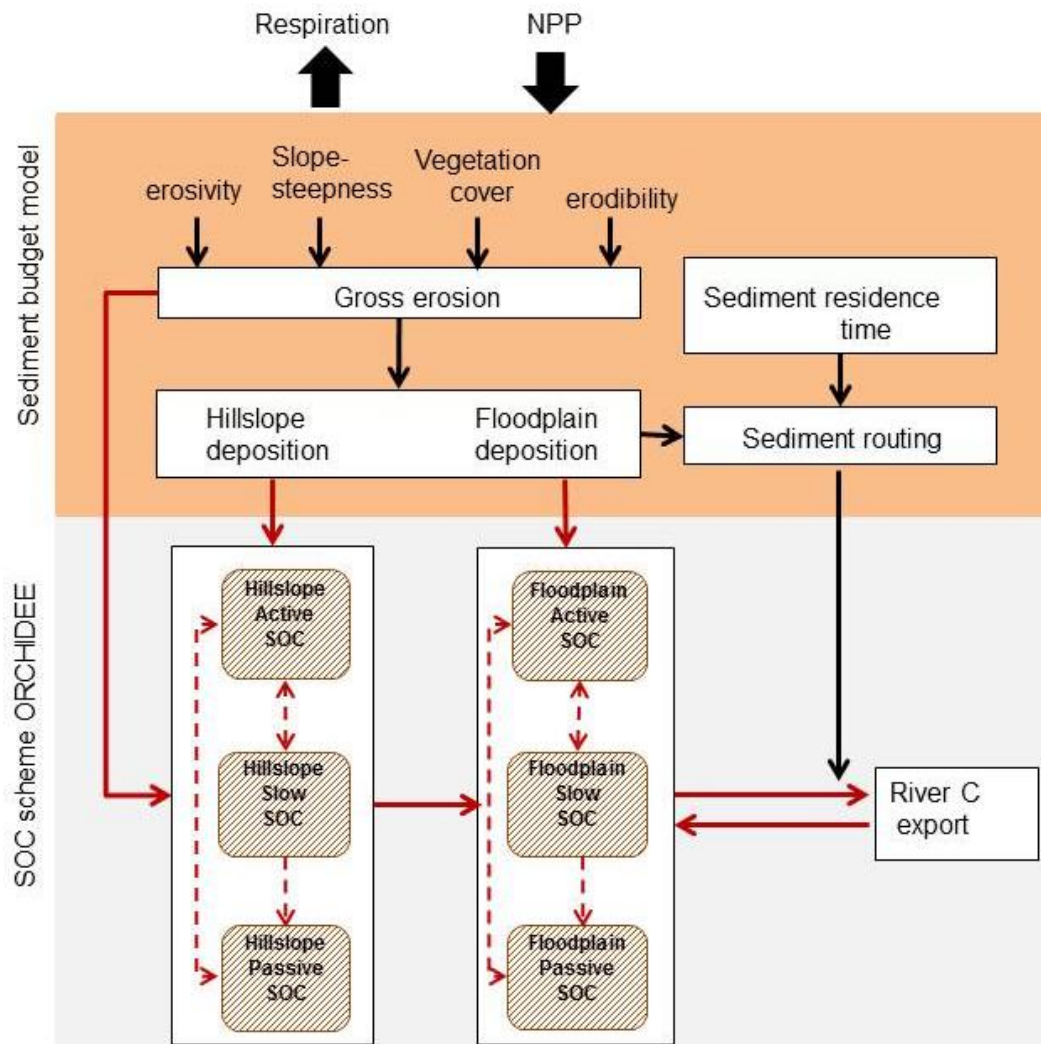 Respiration
NPP
Sediment budget model
erosivity
Slope-
steepness
Vegetation
cover
erodibility
Gross erosion
Sediment residence
time
Hillslope
deposition
Floodplain
deposition
Sediment routing
SOC scheme ORCHIDEE
Hillslope
Active
SOC
Floodplain
Active
SOC
Hillslope
Slow
SOC
Floodplain
Slow
SOC
River C
export
Hillslope
Passive
SOC
Floodplain
Passive
SOC